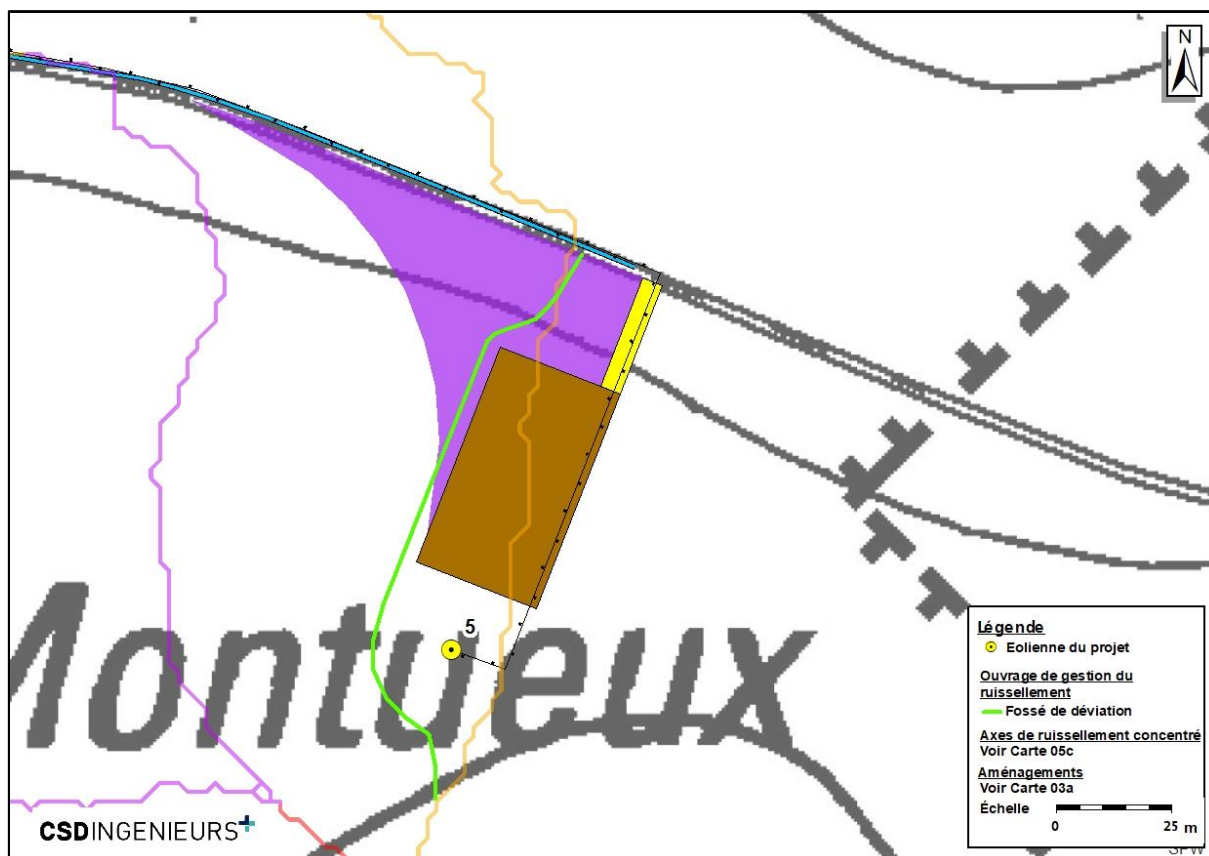 N
5
Montueux
Légende
Eolienne du projet
Ouvrage de gestion du
ruissellement
Fossé de déviation
Axes de ruissellement concentré
Voir Carte 05c
Aménagements
Voir Carte 03a
Échelle
0 25 m
CSDINGENIEURS+
SPW